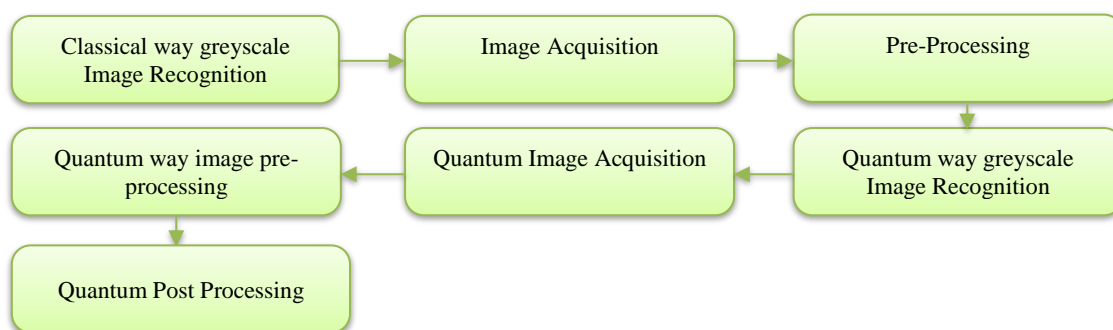 Classical way greyscale
Image Recognition
Image Acquisition
Pre-Processing
Quantum way greyscale
Image Recognition
Quantum Image Acquisition
Quantum way image pre-
processing
Quantum Post Processing